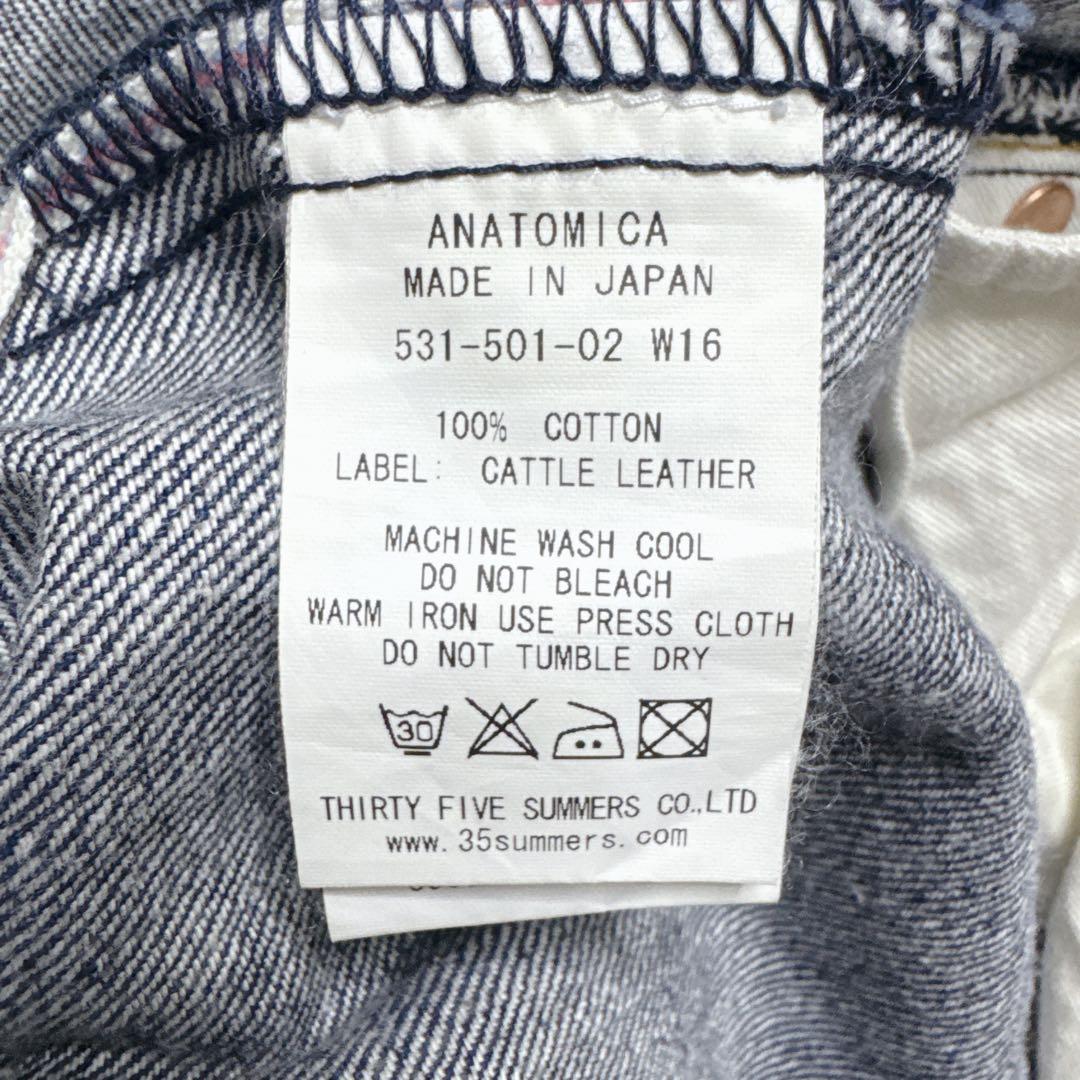 ANATOMICA
MADE IN JAPAN
531-501-02 W16
100% COTTON
LABEL: CATTLE LEATHER
MACHINE WASH COOL
DO NOT BLEACH
WARM IRON USE PRESS CLOTH
DO NOT TUMBLE DRY
30
THIRTY FIVE SUMMERS CO.,LTD
www.35summers.com